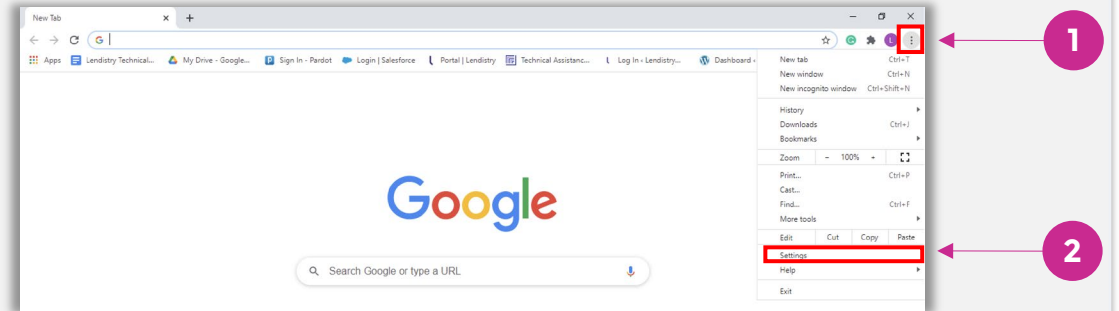 New Tab
Apps Lendistry Technical... My Drive - Google... Sign In - Pardot Login | Salesforce Portal | Lendistry Technical Assistanc... Log In ‹ Lendistry... Dashboard ‹
L
1
New tab Ctrl+T
New window Ctrl+N
New incognito window Ctrl+Shift+N
History
Downloads Ctrl+J
Bookmarks
Zoom - 100% +
Print... Ctrl+P
Cast...
Find... Ctrl+F
More tools
Edit Cut Copy Paste
Settings
2
Help
Exit
Google
Search Google or type a URL